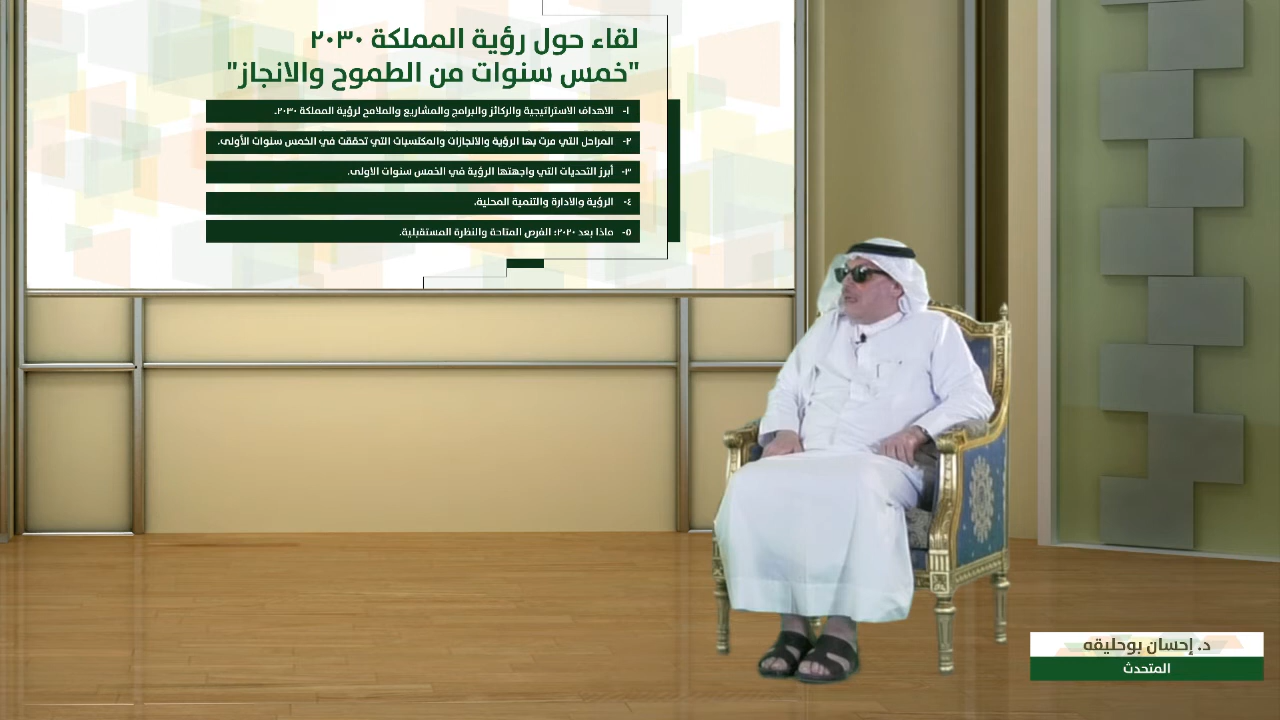 لقاء حول رؤية المملكة ٢٠٣٠
"خمس سنوات من الطموح والانجاز"
١- الاهداف الاستراتيجية والركائز والبرامج والمشاريع والملامح لرؤية المملكة ٢٠٣٠.
٢- المراحل التي مرت بها الرؤية والانجازات والمكتسبات التي تحققت في الخمس سنوات الأولى.
٣- أبرز التحديات التي واجهتها الرؤية في الخمس سنوات الاولى.
٤- الرؤية والادارة والتنمية المحلية.
٥- ماذا بعد ٢٠٢٠: الفرص المتاحة والنظرة المستقبلية.
د. إحسان بوحليقه
المتحدث